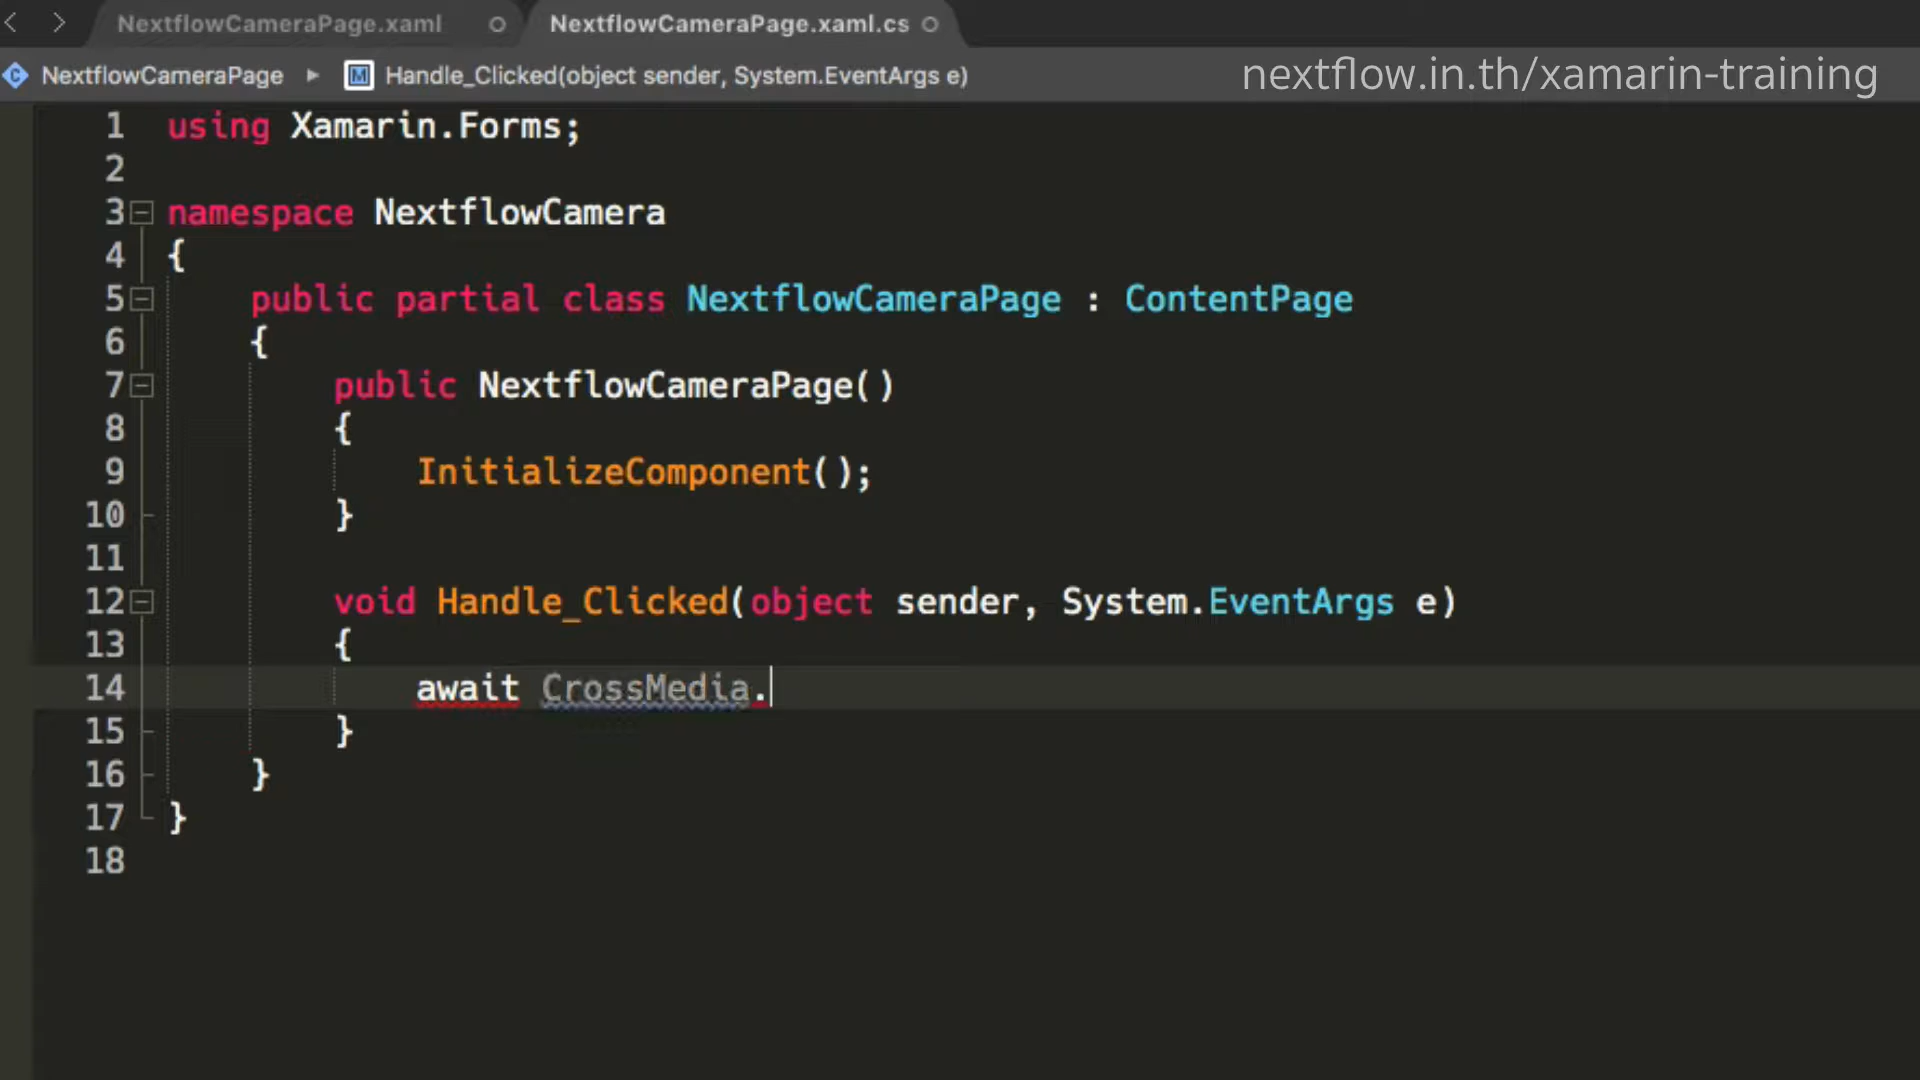 NextflowCameraPage.xaml NextflowCameraPage.xaml.cs
NextflowCameraPage Handle_Clicked(object sender, System.EventArgs e) nextflow.in.th/xamarin-training
1 using Xamarin.Forms;
2
3 namespace NextflowCamera
4 {
5 public partial class NextflowCameraPage : ContentPage
6 {
7 public NextflowCameraPage()
8 {
9 InitializeComponent();
10 }
11
12 void Handle_Clicked(object sender, System.EventArgs e)
13 {
14 await CrossMedia.
15 }
16 }
17 }
18